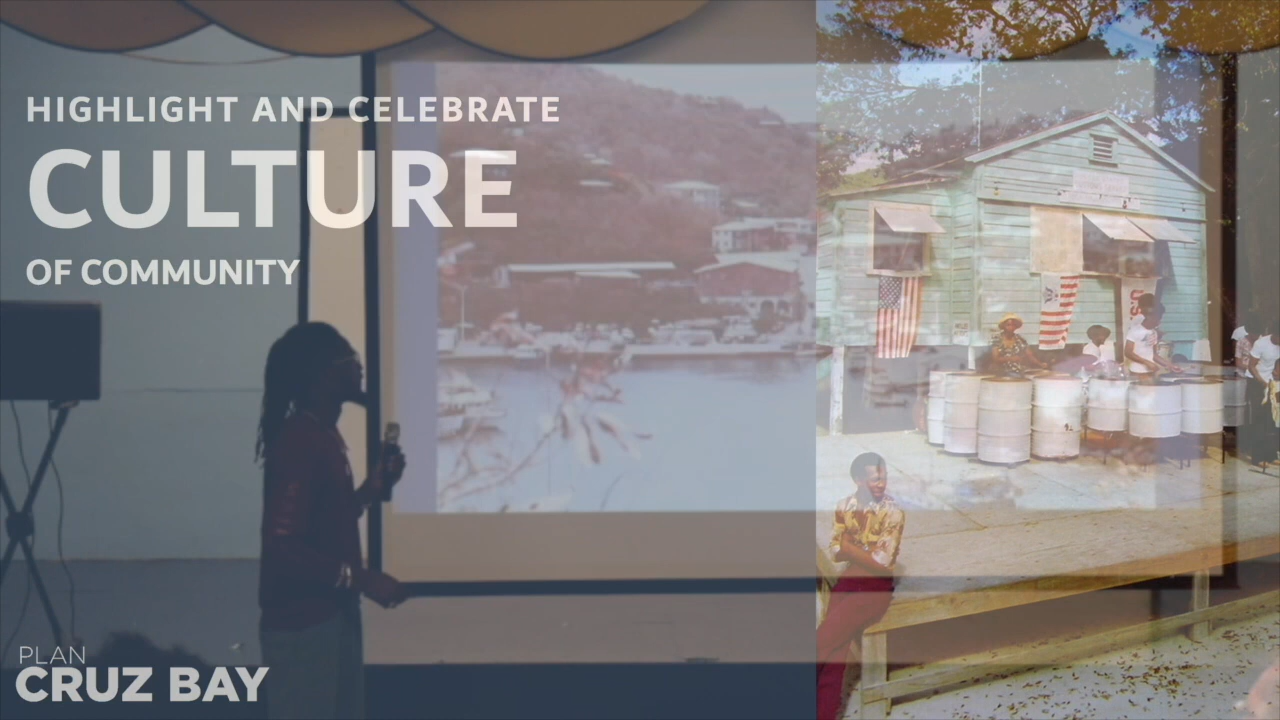 HIGHLIGHT AND CELEBRATE
CULTURE
OF COMMUNITY
U.S.
PLAN
CRUZ BAY